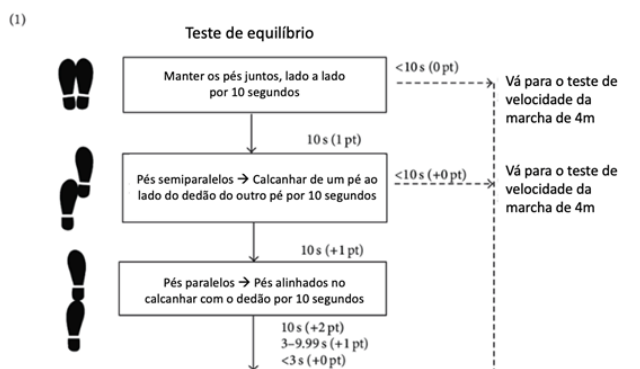 (1)
Teste de equilíbrio
Manter os pés juntos, lado a lado
por 10 segundos
<10 s (0 pt)
Vá para o teste de
velocidade da
marcha de 4m
10 s (1 pt)
Pés semiparalelos → Calcanhar de um pé ao
lado do dedão do outro pé por 10 segundos
<10 s (+0 pt)
Vá para o teste de
velocidade da
marcha de 4m
10 s (+1 pt)
Pés paralelos → Pés alinhados no
calcanhar com o dedão por 10 segundos
10 s (+2 pt)
3–9.99 s (+1 pt)
<3 s (+0 pt)